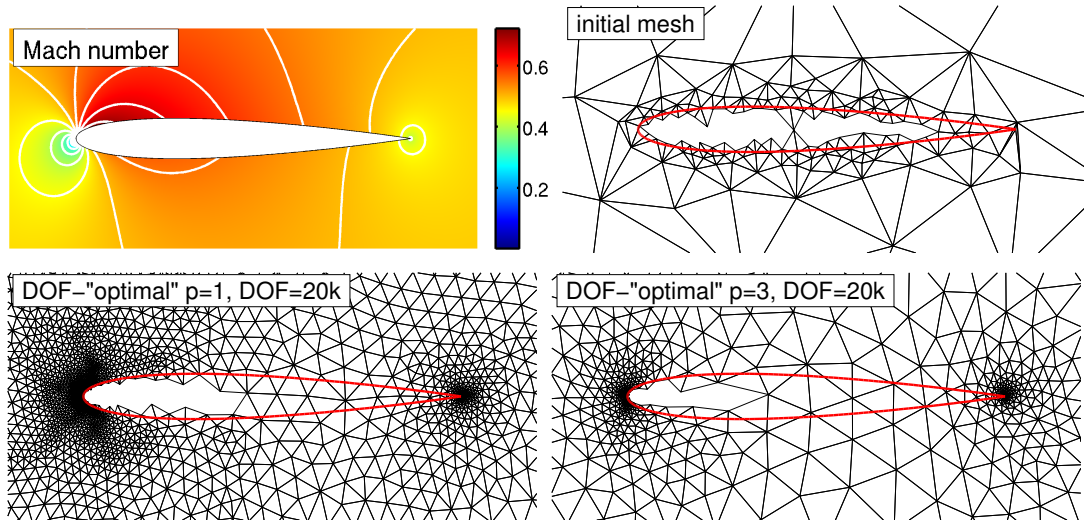 Mach number
0.6
0.4
0.2
initial mesh
DOF−"optimal" p=1, DOF=20k
DOF−"optimal" p=3, DOF=20k